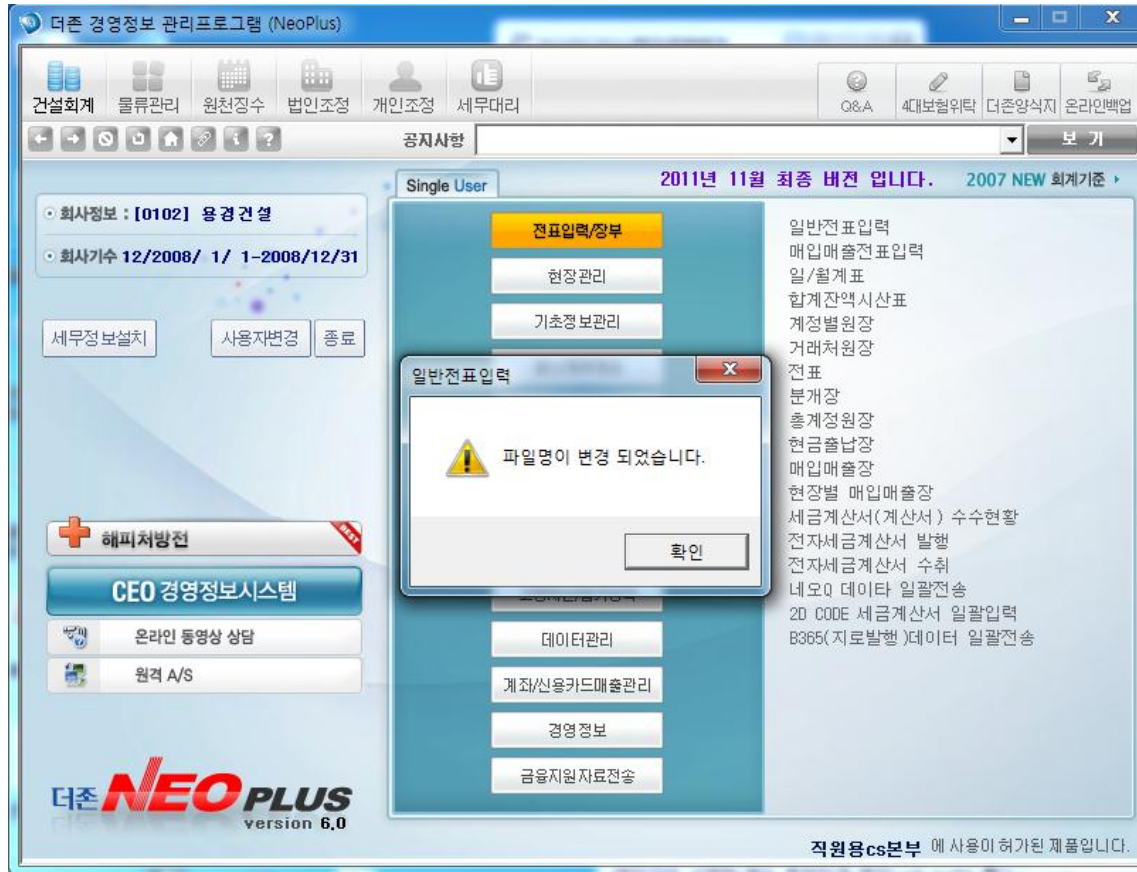 더존 경영정보 관리프로그램 (NeoPlus)
건설회계 물류관리 원천징수 법인조정 개인조정 세무대리
Q&A 4대보험위탁 더존양식지 온라인백업
공지사항 보 기
Single User
2011년 11월 최종 버전 입니다. 2007 NEW 회계기준
회사정보 : [0102] 용경건설
회사기수 12/2008/ 1/ 1-2008/12/31
세무정보설치 사용자변경 종료
해피처방전 BEST
CEO 경영정보시스템
온라인 동영상 상담
원격 A/S
더존 NEO PLUS
version 6.0
전표입력/장부
현장관리
기초정보관리
데이터관리
계좌/신용카드매출관리
경영정보
금융지원자료전송
일반전표입력
파일명이 변경 되었습니다.
확인
일반전표입력
매입매출전표입력
일/월계표
합계잔액시산표
계정별원장
거래처원장
전표
분개장
총계정원장
현금출납장
매입매출장
현장별 매입매출장
세금계산서(계산서) 수수현황
전자세금계산서 발행
전자세금계산서 수취
네오Q 데이타 일괄전송
2D CODE 세금계산서 일괄입력
B365(지로발행)데이터 일괄전송
직원용cs본부 에 사용이 허가된 제품입니다.